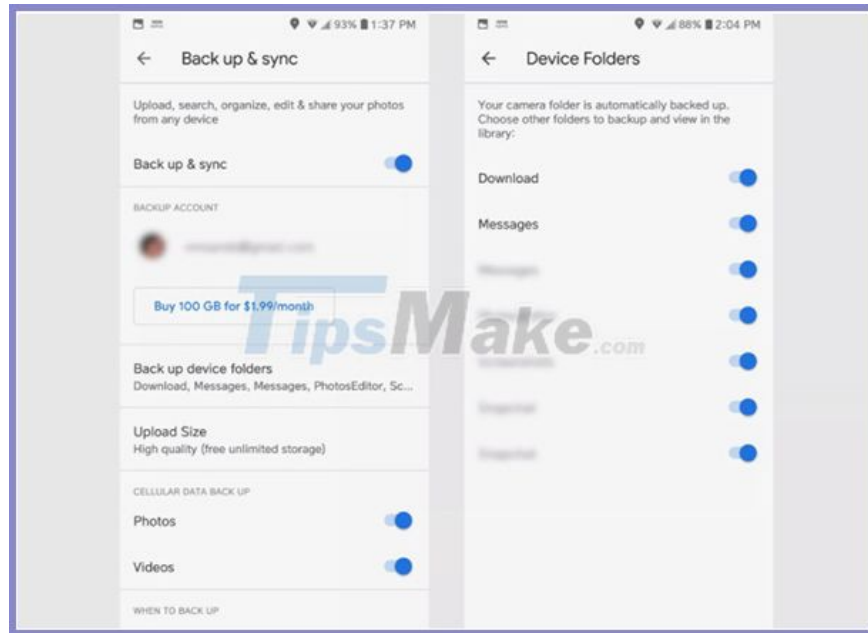 93% 1:37 PM
Back up & sync
Upload, search, organize, edit & share your photos
from any device
Back up & sync
BACKUP ACCOUNT
Buy 100 GB for $1.99/month
Back up device folders
Download, Messages, Messages, PhotosEditor, Sc...
Upload Size
High quality (free unlimited storage)
CELLULAR DATA BACK UP
Photos
Videos
WHEN TO BACK UP
88% 2:04 PM
Device Folders
Your camera folder is automatically backed up.
Choose other folders to backup and view in the
library:
Download
Messages
TipsMake.com